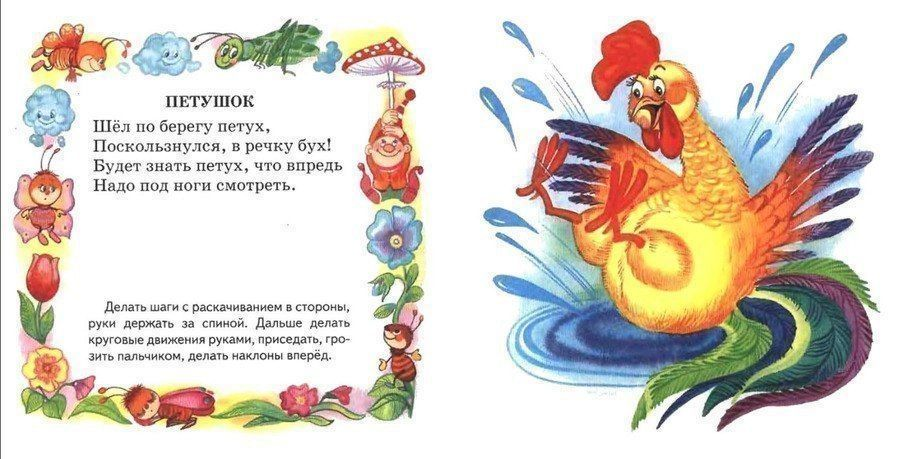 ПЕТУШОК
Шёл по берегу петух,
Поскользнулся, в речку бух!
Будет знать петух, что впредь
Надо под ноги смотреть.
Делать шаги с раскачиванием в стороны,
руки держать за спиной. Дальше делать
круговые движения руками, приседать, гро-
зить пальчиком, делать наклоны вперёд.